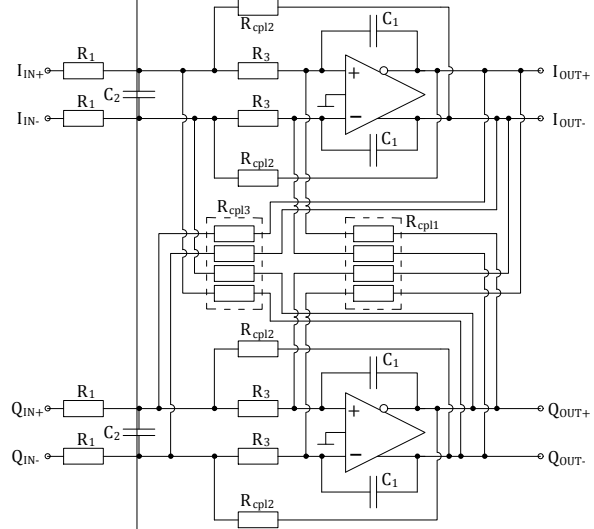 Rcpl2
C1
IIN+ R1 R3 + IOUT+
C2
IIN- R1 R3 − IOUT-
C1
Rcpl2
Rcpl3 Rcpl1
Rcpl2
C1
QIN+ R1 R3 + QOUT+
C2
QIN- R1 R3 − QOUT-
C1
Rcpl2